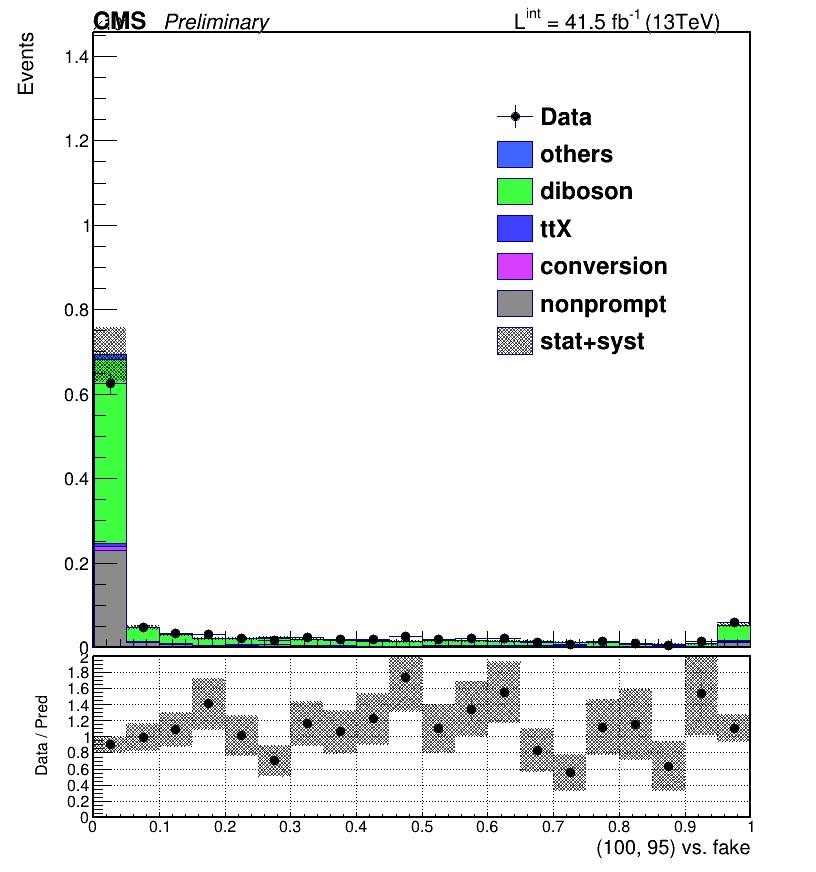 CMS Preliminary
L^int = 41.5 fb^-1 (13TeV)
Events
1.4
1.2
1
0.8
0.6
0.4
0.2
0
Data
others
diboson
ttX
conversion
nonprompt
stat+syst
Data / Pred
2
1.8
1.6
1.4
1.2
1
0.8
0.6
0.4
0.2
0
0 0.1 0.2 0.3 0.4 0.5 0.6 0.7 0.8 0.9 1
(100, 95) vs. fake